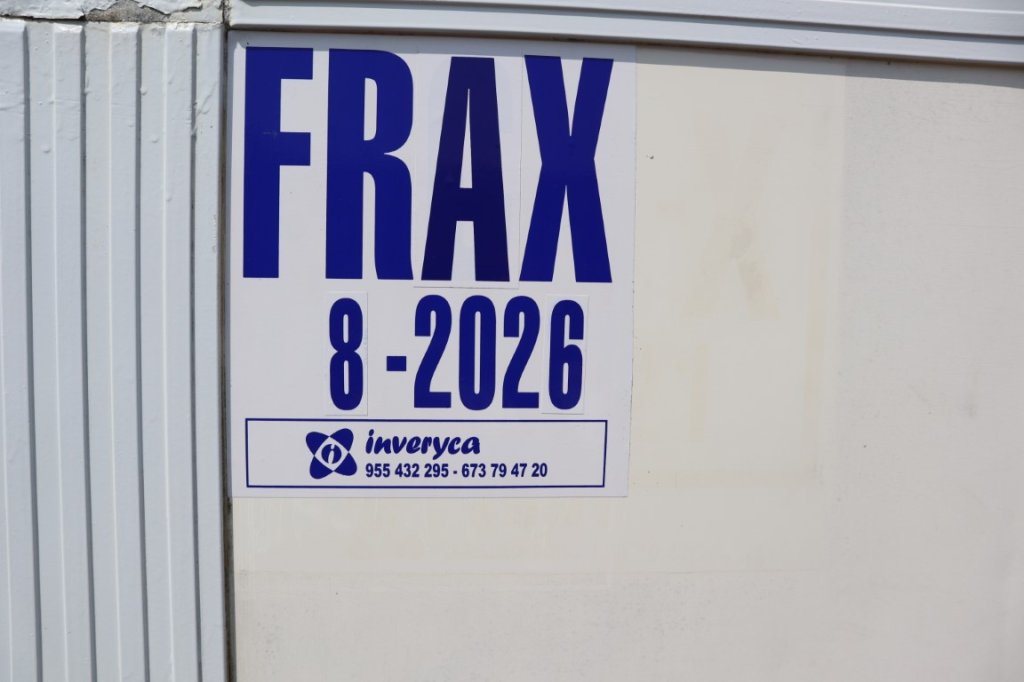 FRAX
8-2026
inveryca
955 432 295 - 673 79 47 20